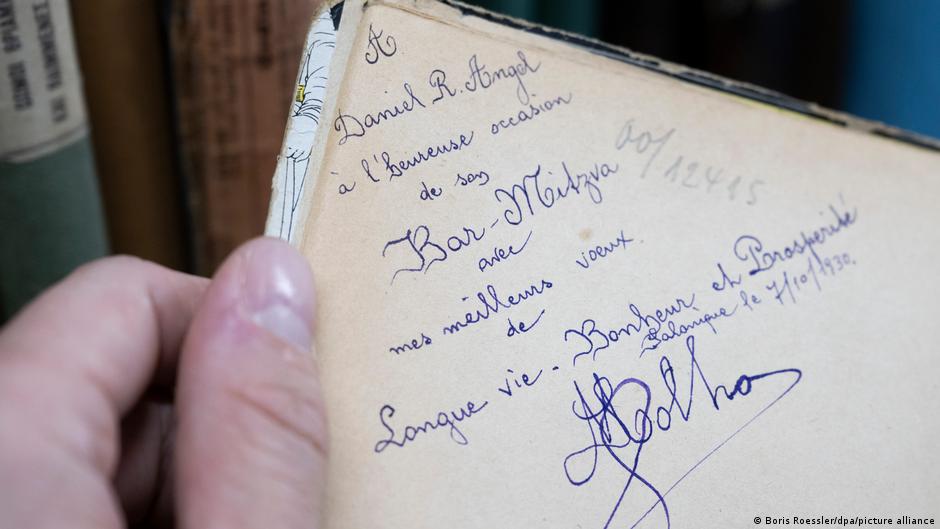 A
Daniel R. Angel
à l'heureuse occasion
de son
Bar-Mitzva
00/12415
avec
mes meilleurs voeux.
de
Longue vie - Bonheur et Prosperité
Salonique le 7/10/1930.
© Boris Roessler/dpa/picture alliance